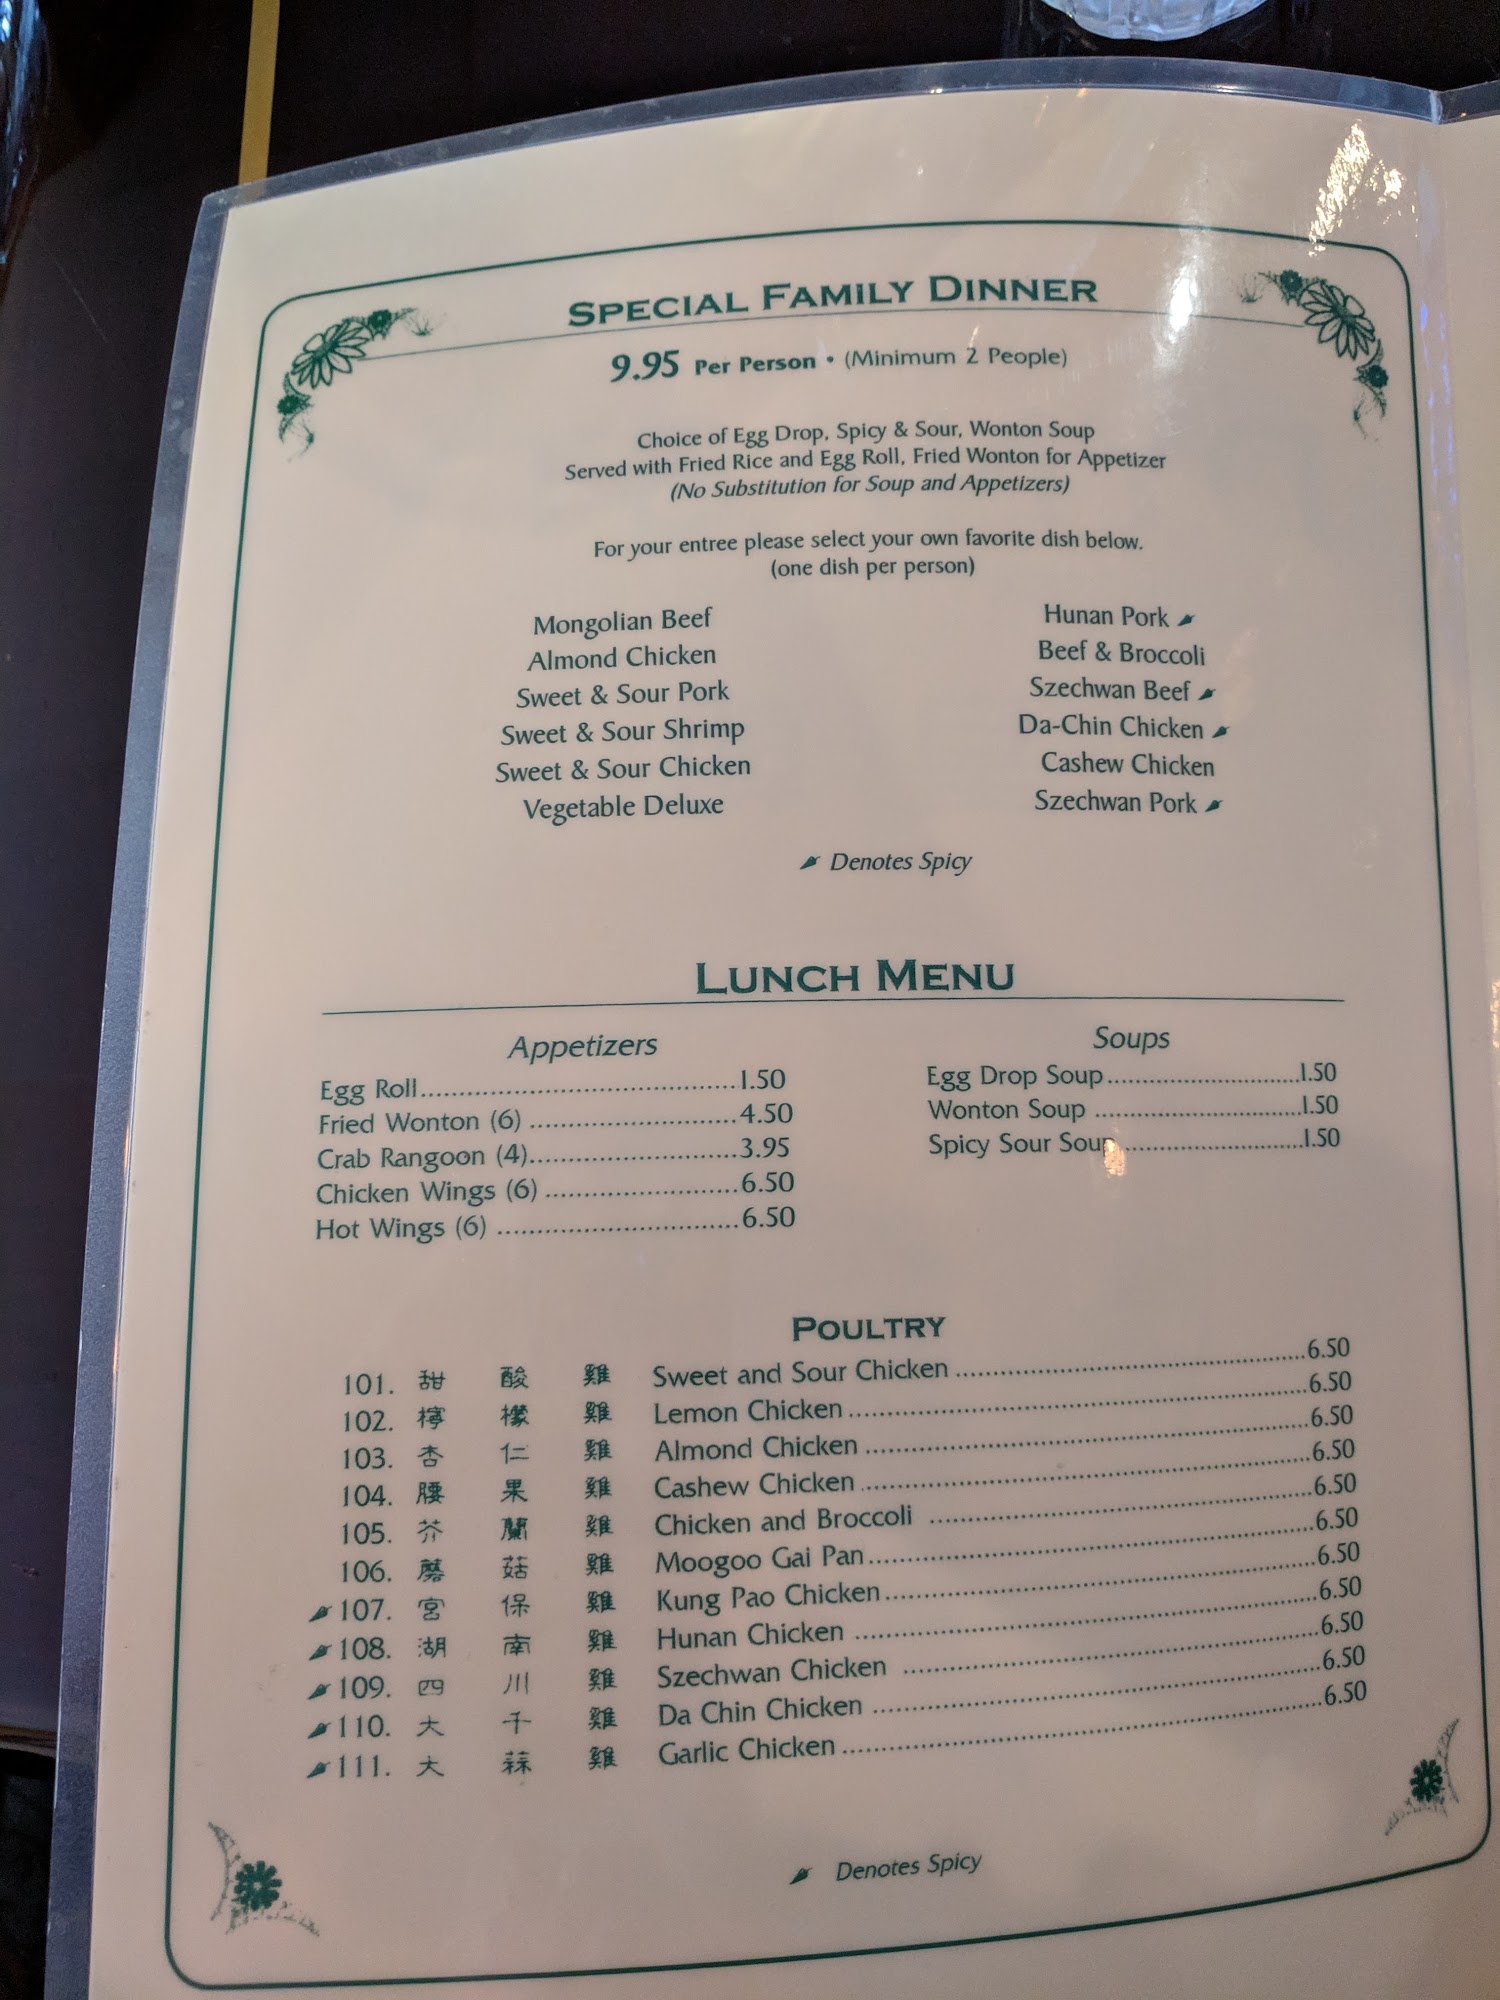 SPECIAL FAMILY DINNER
9.95 Per Person • (Minimum 2 People)
Choice of Egg Drop, Spicy & Sour, Wonton Soup
Served with Fried Rice and Egg Roll, Fried Wonton for Appetizer
(No Substitution for Soup and Appetizers)
For your entree please select your own favorite dish below.
(one dish per person)
Mongolian Beef
Almond Chicken
Sweet & Sour Pork
Sweet & Sour Shrimp
Sweet & Sour Chicken
Vegetable Deluxe
Hunan Pork
Beef & Broccoli
Szechwan Beef
Da-Chin Chicken
Cashew Chicken
Szechwan Pork
Denotes Spicy
LUNCH MENU
Appetizers
Egg Roll 1.50
Fried Wonton (6) 4.50
Crab Rangoon (4) 3.95
Chicken Wings (6) 6.50
Hot Wings (6) 6.50
Soups
Egg Drop Soup 1.50
Wonton Soup 1.50
Spicy Sour Soup 1.50
POULTRY
101. 甜 酸 雞 Sweet and Sour Chicken 6.50
102. 檸 檬 雞 Lemon Chicken 6.50
103. 杏 仁 雞 Almond Chicken 6.50
104. 腰 果 雞 Cashew Chicken 6.50
105. 芥 蘭 雞 Chicken and Broccoli 6.50
106. 蘑 菇 雞 Moogoo Gai Pan 6.50
107. 宮 保 雞 Kung Pao Chicken 6.50
108. 湖 南 雞 Hunan Chicken 6.50
109. 四 川 雞 Szechwan Chicken 6.50
110. 大 千 雞 Da Chin Chicken 6.50
111. 大 蒜 雞 Garlic Chicken 6.50
Denotes Spicy